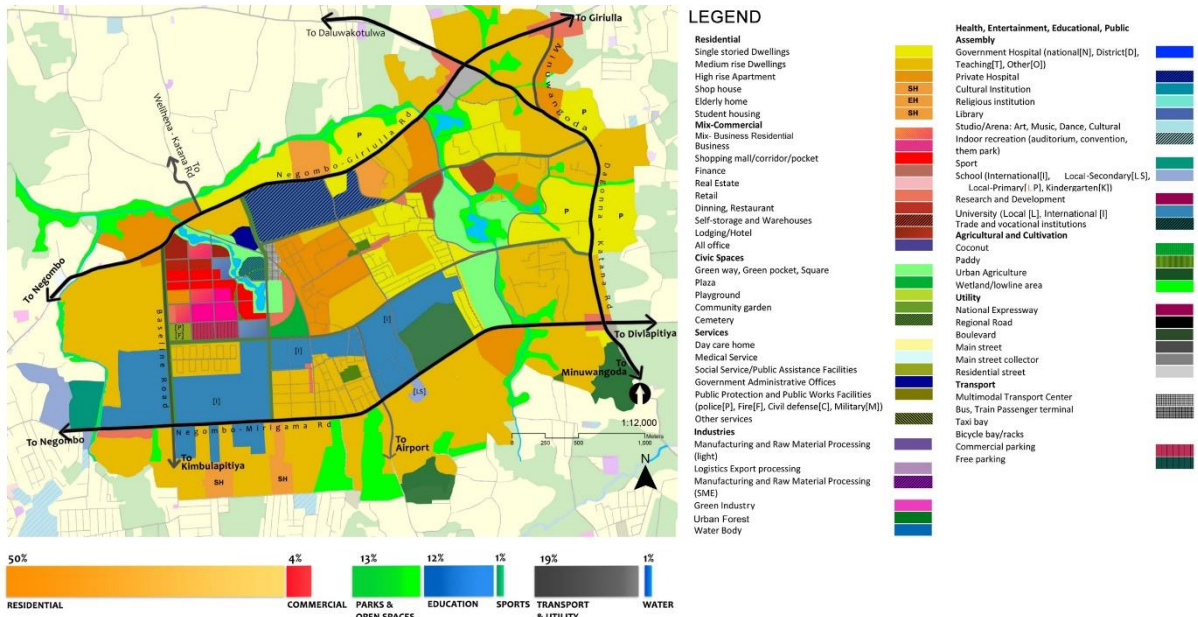 To Daluwakotulwa
To Giriulla
Minuwangoda - Dagonna - Katana Rd
To Wellihena - Katana Rd
Negombo-Giriulla Rd
P
P
P
To Negombo
Baseline Road
[P]
[F]
[I]
[I]
[I]
[LS]
To Divlapitiya
To Minuwangoda
1:12,000
Meters
0 250 500 1,000
N
To Negombo
Negombo-Mirigama Rd
To Kimbulapitiya
To Airport
SH
SH
LEGEND
Residential
Single storied Dwellings
Medium rise Dwellings
High rise Apartment
Shop house SH
Elderly home EH
Student housing SH
Mix-Commercial
Mix- Business Residential
Business
Shopping mall/corridor/pocket
Finance
Real Estate
Retail
Dinning, Restaurant
Self-storage and Warehouses
Lodging/Hotel
All office
Civic Spaces
Green way, Green pocket, Square
Plaza
Playground
Community garden
Cemetery
Services
Day care home
Medical Service
Social Service/Public Assistance Facilities
Government Administrative Offices
Public Protection and Public Works Facilities
(police[P], Fire[F], Civil defense[C], Military[M])
Other services
Industries
Manufacturing and Raw Material Processing
(light)
Logistics Export processing
Manufacturing and Raw Material Processing
(SME)
Green Industry
Urban Forest
Water Body
Health, Entertainment, Educational, Public
Assembly
Government Hospital (national[N], District[D],
Teaching[T], Other[O])
Private Hospital
Cultural Institution
Religious institution
Library
Studio/Arena: Art, Music, Dance, Cultural
Indoor recreation (auditorium, convention,
them park)
Sport
School (International[I], Local-Secondary[LS],
Local-Primary[LP], Kindergarten[K])
Research and Development
University (Local [L], International [I]
Trade and vocational institutions
Agricultural and Cultivation
Coconut
Paddy
Urban Agriculture
Wetland/lowline area
Utility
National Expressway
Regional Road
Boulevard
Main street
Main street collector
Residential street
Transport
Multimodal Transport Center
Bus, Train Passenger terminal
Taxi bay
Bicycle bay/racks
Commercial parking
Free parking
50% 4% 13% 12% 1% 19% 1%
RESIDENTIAL COMMERCIAL PARKS & EDUCATION SPORTS TRANSPORT WATER
OPEN SPACES & UTILITY